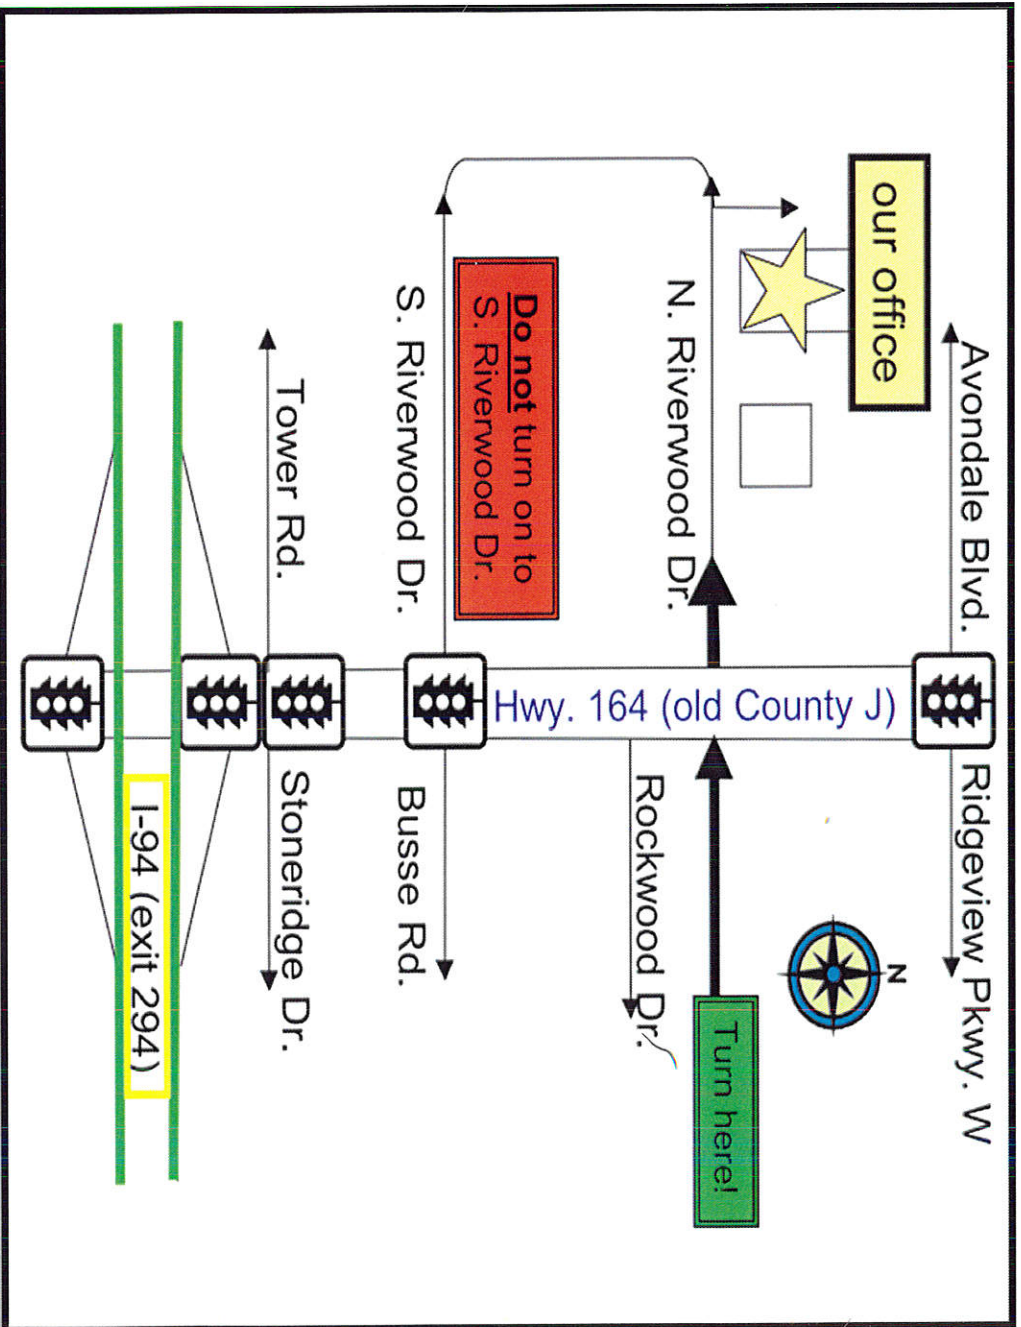 Avondale Blvd.
Ridgeview Pkwy. W
our office
N
Turn here!
N. Riverwood Dr.
Hwy. 164 (old County J)
Rockwood Dr.
Do not turn on to
S. Riverwood Dr.
S. Riverwood Dr.
Busse Rd.
Tower Rd.
Stoneridge Dr.
I-94 (exit 294)